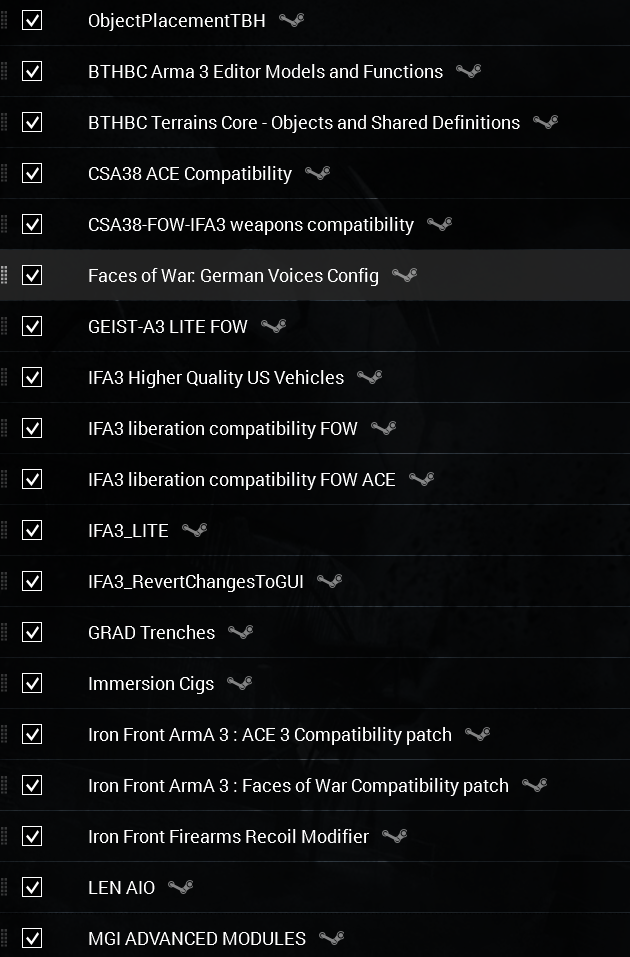 ObjectPlacementTBH
BTHBC Arma 3 Editor Models and Functions
BTHBC Terrains Core - Objects and Shared Definitions
CSA38 ACE Compatibility
CSA38-FOW-IFA3 weapons compatibility
Faces of War: German Voices Config
GEIST-A3 LITE FOW
IFA3 Higher Quality US Vehicles
IFA3 liberation compatibility FOW
IFA3 liberation compatibility FOW ACE
IFA3_LITE
IFA3_RevertChangesToGUI
GRAD Trenches
Immersion Cigs
Iron Front ArmA 3 : ACE 3 Compatibility patch
Iron Front ArmA 3 : Faces of War Compatibility patch
Iron Front Firearms Recoil Modifier
LEN AIO
MGI ADVANCED MODULES